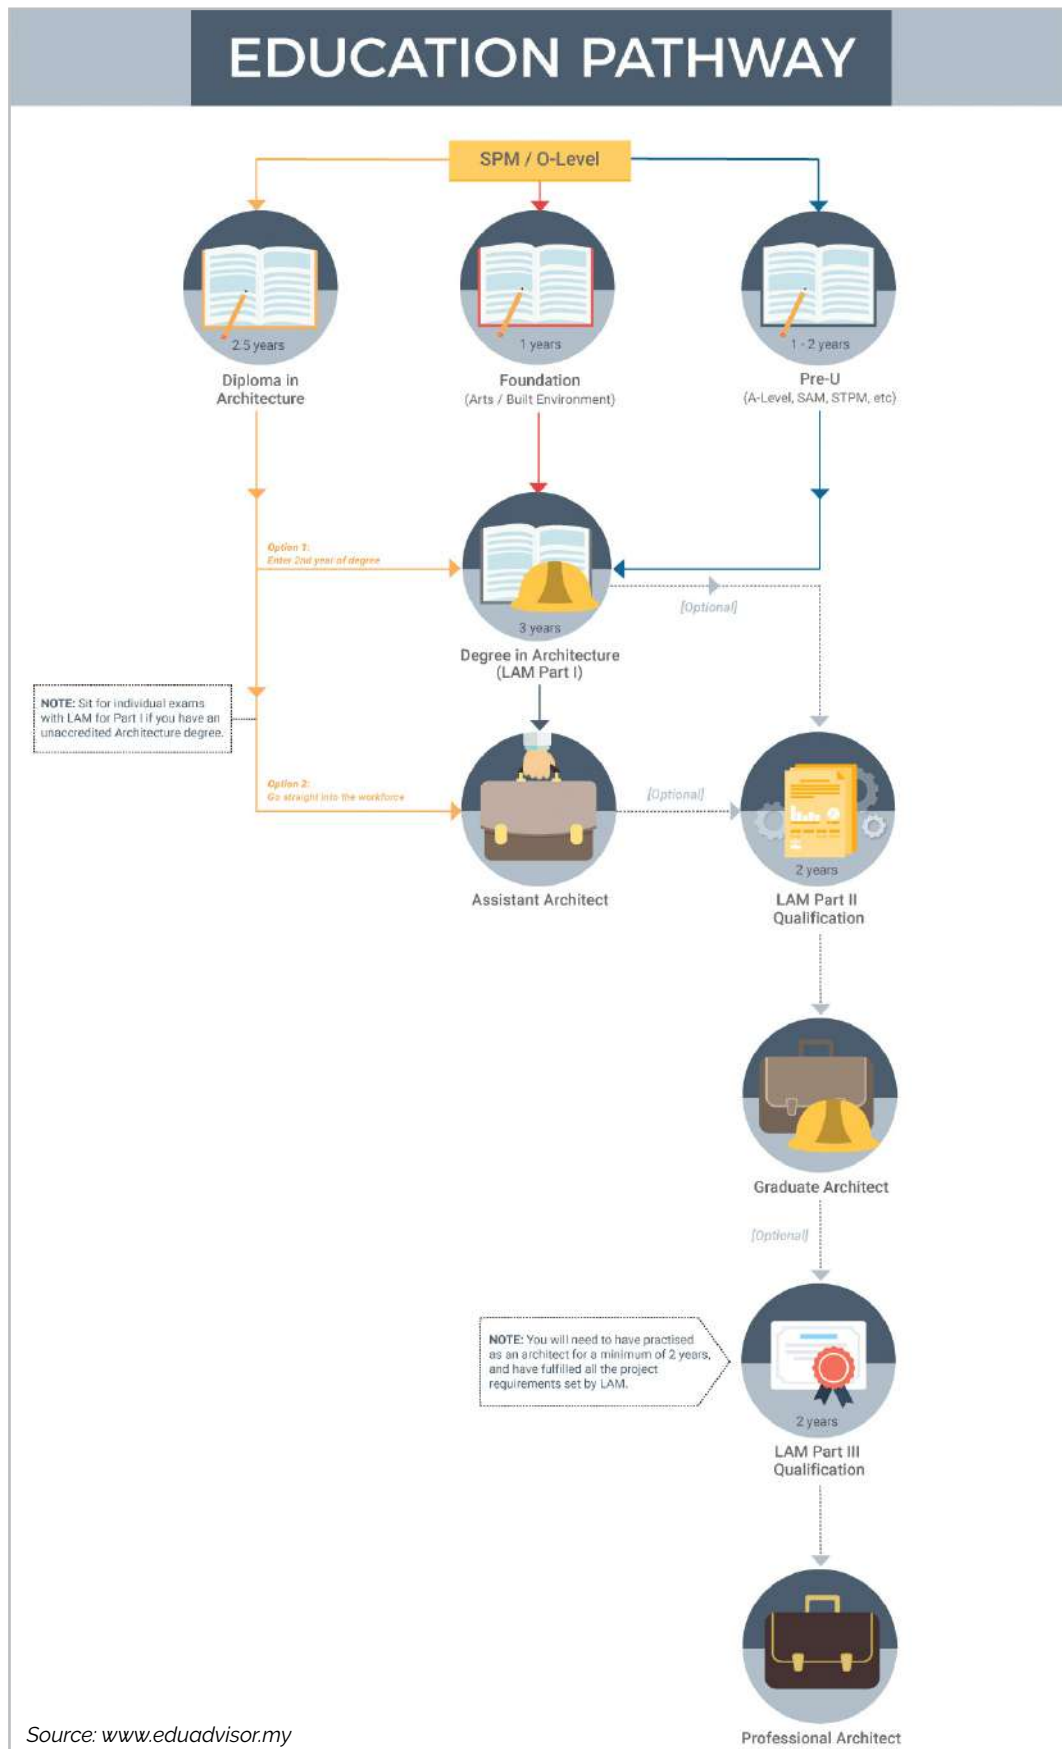 EDUCATION PATHWAY
SPM / O-Level
2.5 years
1 years
1 - 2 years
Diploma in
Architecture
Foundation
(Arts / Built Environment)
Pre-U
(A-Level, SAM, STPM, etc)
Option 1:
Enter 2nd year of degree
[Optional]
3 years
Degree in Architecture
(LAM Part I)
NOTE: Sit for individual exams
with LAM for Part I if you have an
unaccredited Architecture degree.
Option 2:
Go straight into the workforce
[Optional]
2 years
Assistant Architect
LAM Part II
Qualification
Graduate Architect
[Optional]
NOTE: You will need to have practised
as an architect for a minimum of 2 years,
and have fulfilled all the project
requirements set by LAM.
2 years
LAM Part III
Qualification
Professional Architect
Source: www.eduadvisor.my